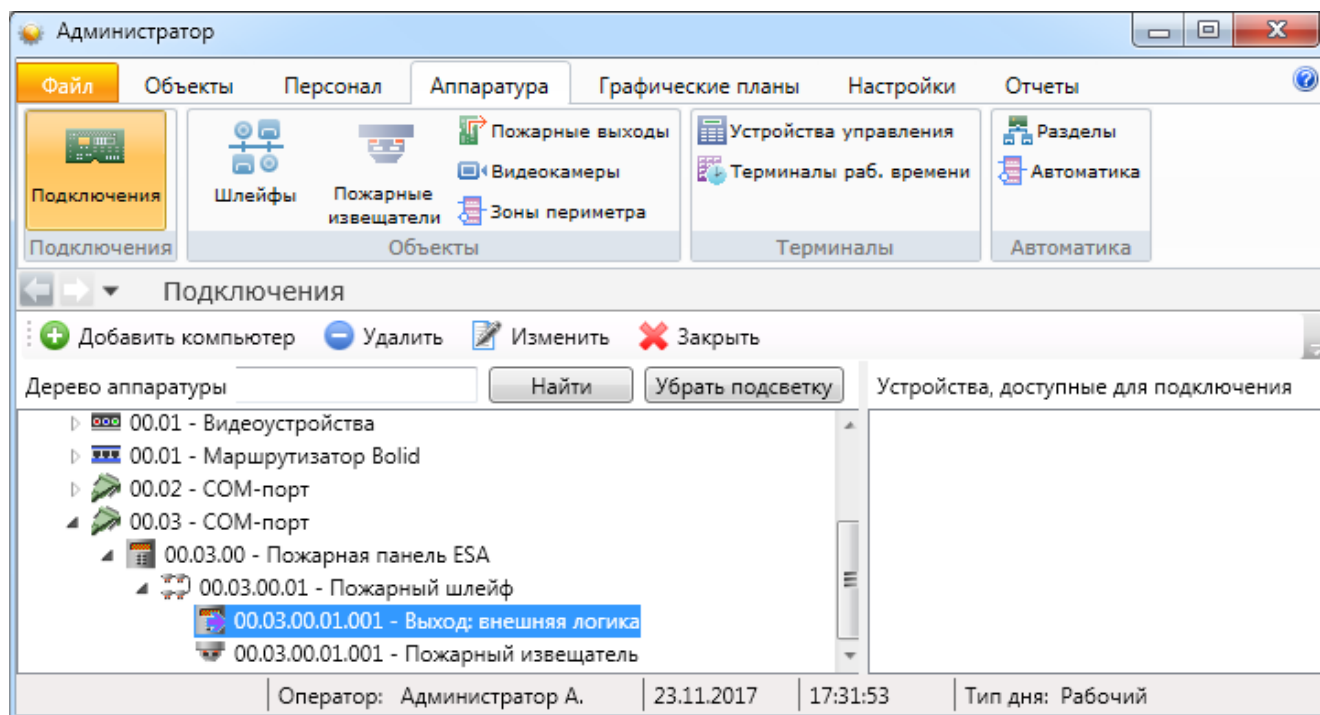 Администратор
Файл Объекты Персонал Аппаратура Графические планы Настройки Отчеты
Подключения
Шлейфы
Пожарные извещатели
Пожарные выходы
Видеокамеры
Зоны периметра
Устройства управления
Терминалы раб. времени
Разделы
Автоматика
Подключения Объекты Терминалы Автоматика
Подключения
Добавить компьютер Удалить Изменить Закрыть
Дерево аппаратуры Найти Убрать подсветку Устройства, доступные для подключения
00.01 - Видеоустройства
00.01 - Маршрутизатор Bolid
00.02 - COM-порт
00.03 - COM-порт
00.03.00 - Пожарная панель ESA
00.03.00.01 - Пожарный шлейф
00.03.00.01.001 - Выход: внешняя логика
00.03.00.01.001 - Пожарный извещатель
Оператор: Администратор А. 23.11.2017 17:31:53 Тип дня: Рабочий